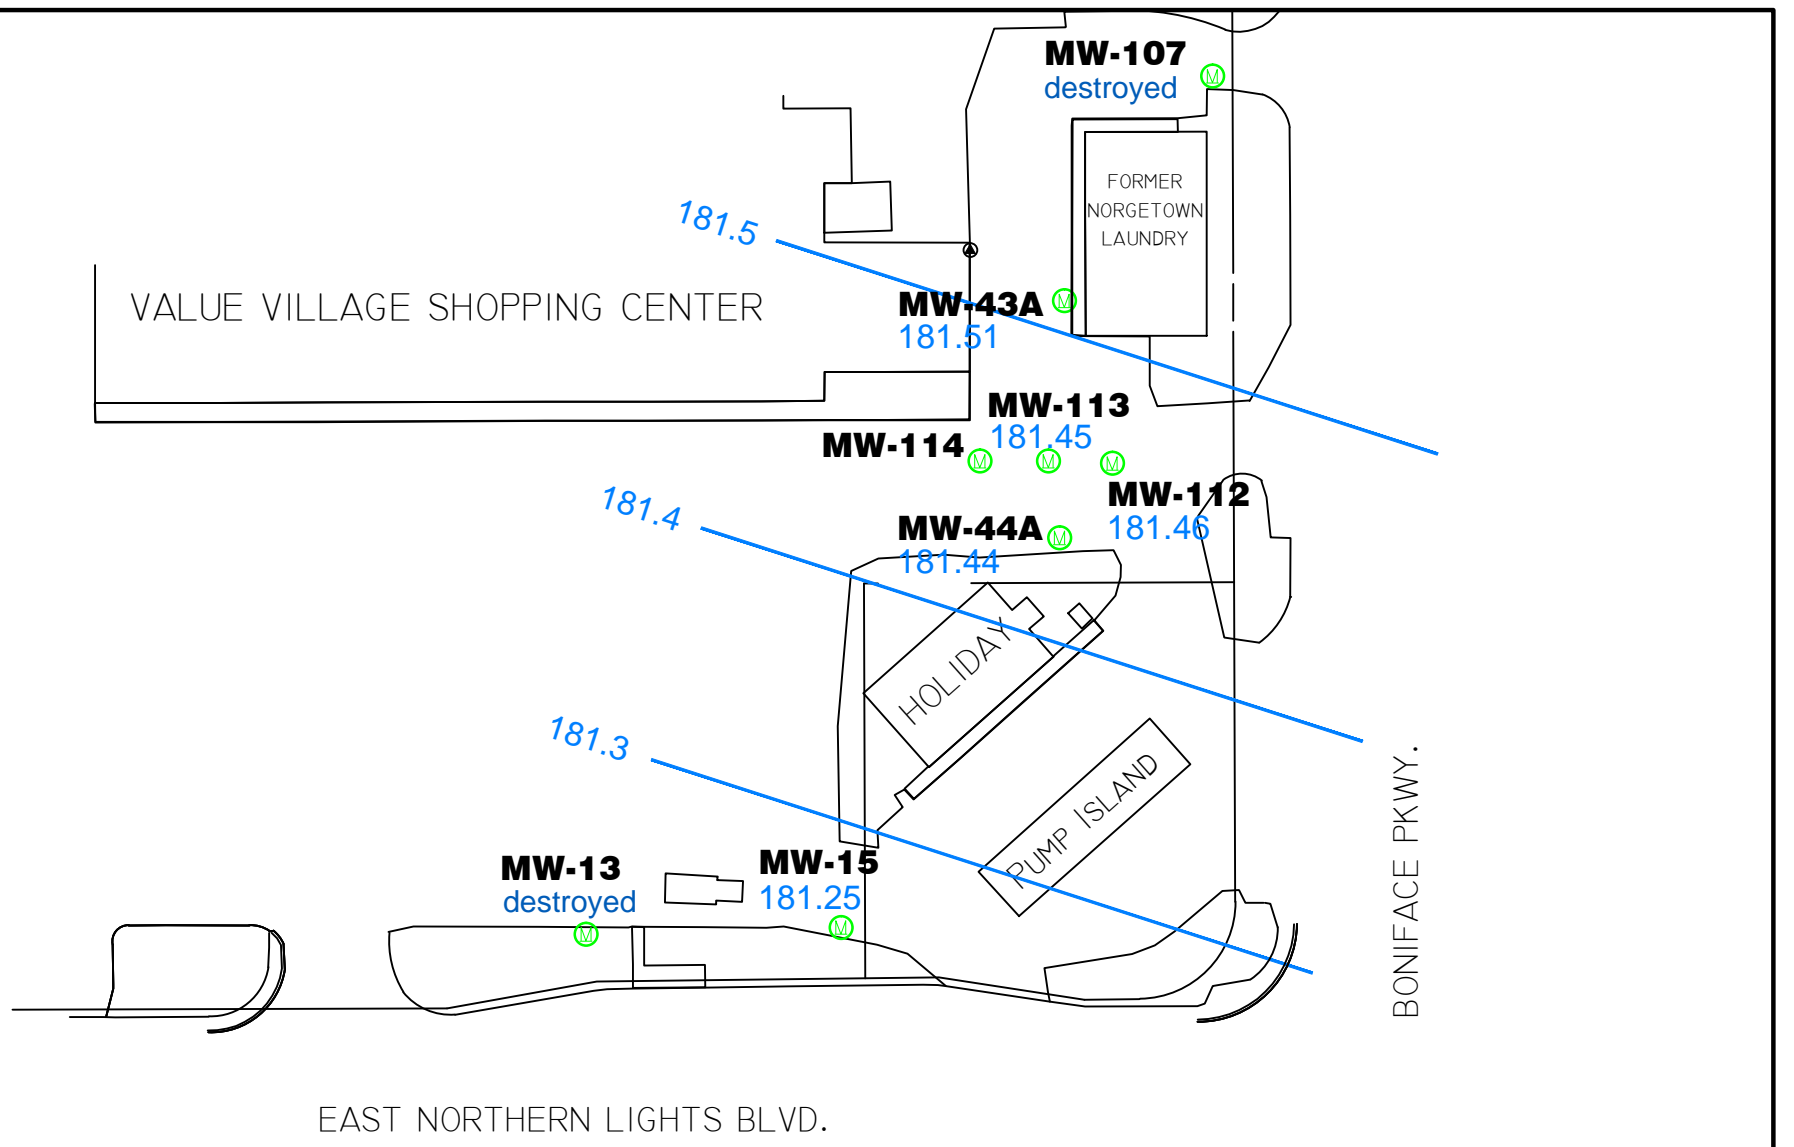 MW-107
destroyed
FORMER
NORGETOWN
LAUNDRY
181.5
VALUE VILLAGE SHOPPING CENTER
MW-43A
181.51
MW-113
181.45
MW-114
MW-112
181.46
181.4
MW-44A
181.44
HOLIDAY
181.3
PUMP ISLAND
BONIFACE PKWY.
MW-13
destroyed
MW-15
181.25
EAST NORTHERN LIGHTS BLVD.
M
M
M
M
M
M
M
M